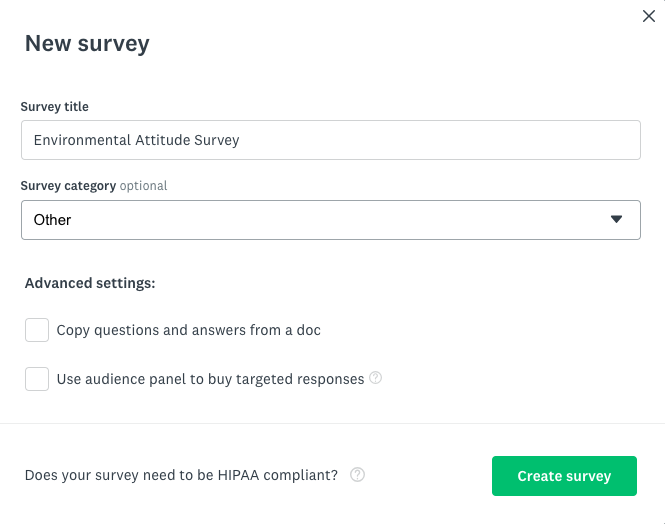 New survey
Survey title
Environmental Attitude Survey
Survey category optional
Other
Advanced settings:
Copy questions and answers from a doc
Use audience panel to buy targeted responses ?
Does your survey need to be HIPAA compliant? ?
Create survey